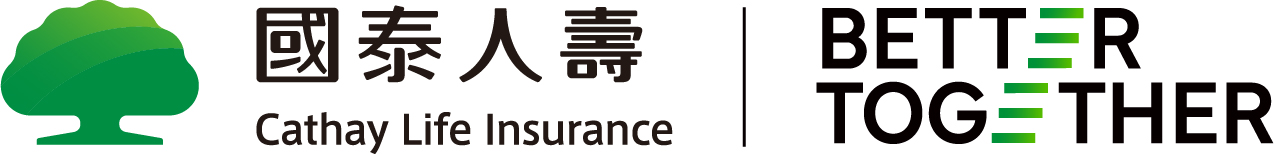 國泰人壽
Cathay Life Insurance
BETTER
TOGETHER